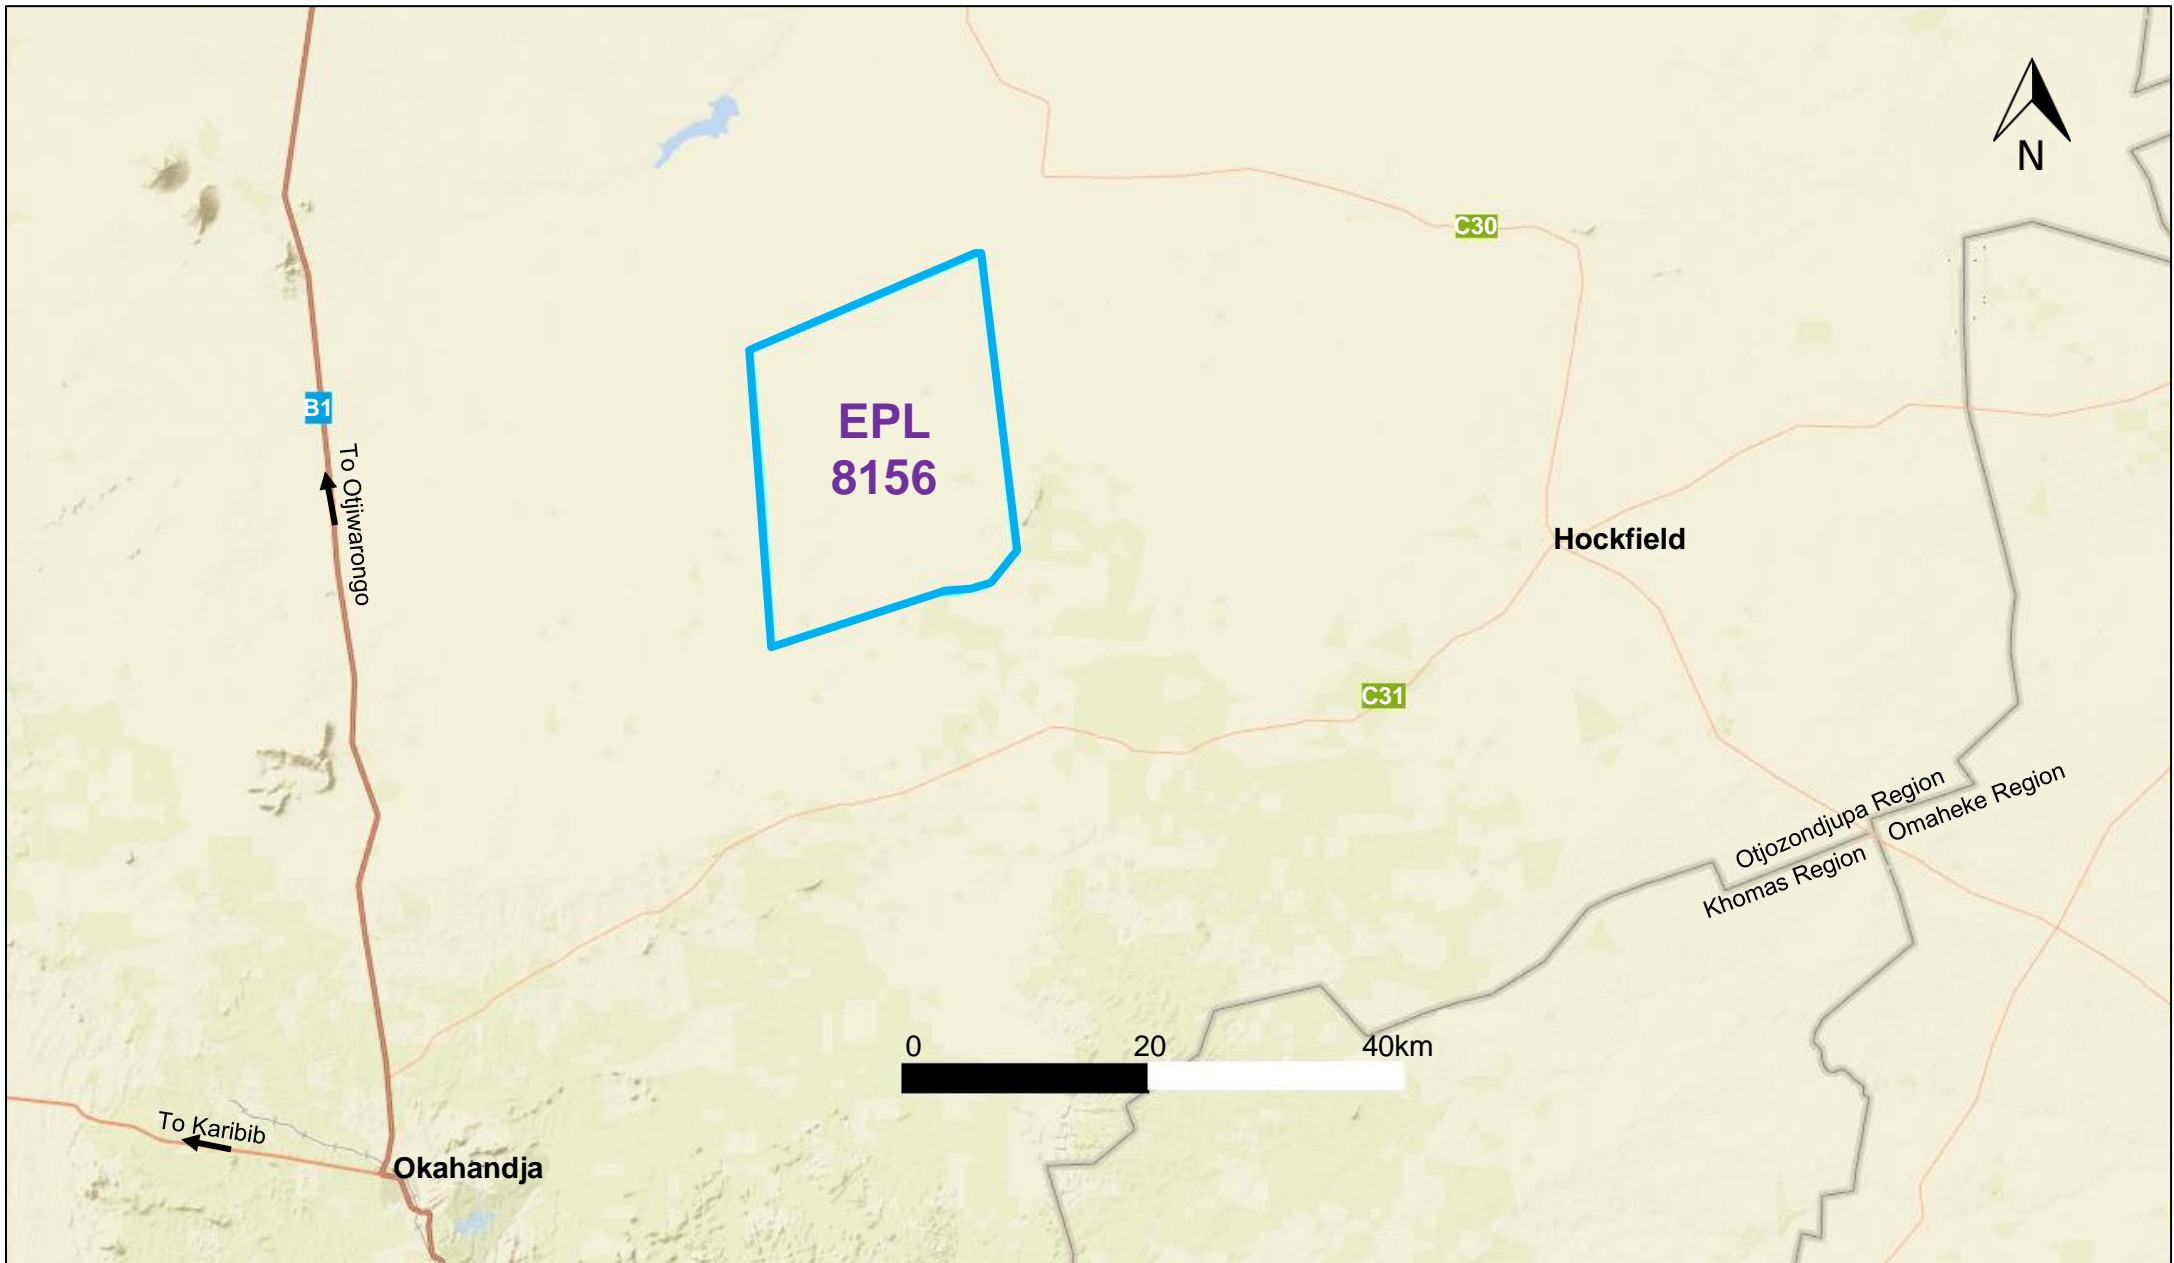 N
C30
B1
To Otjiwarongo
EPL
8156
Hockfield
C31
Otjozondjupa Region
Omaheke Region
Khomas Region
0 20 40km
To Karibib
Okahandja